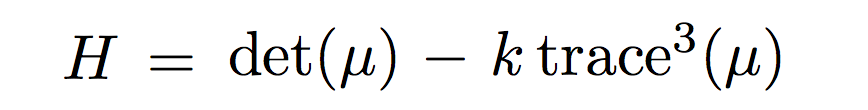 H = det(μ) − k trace³(μ)